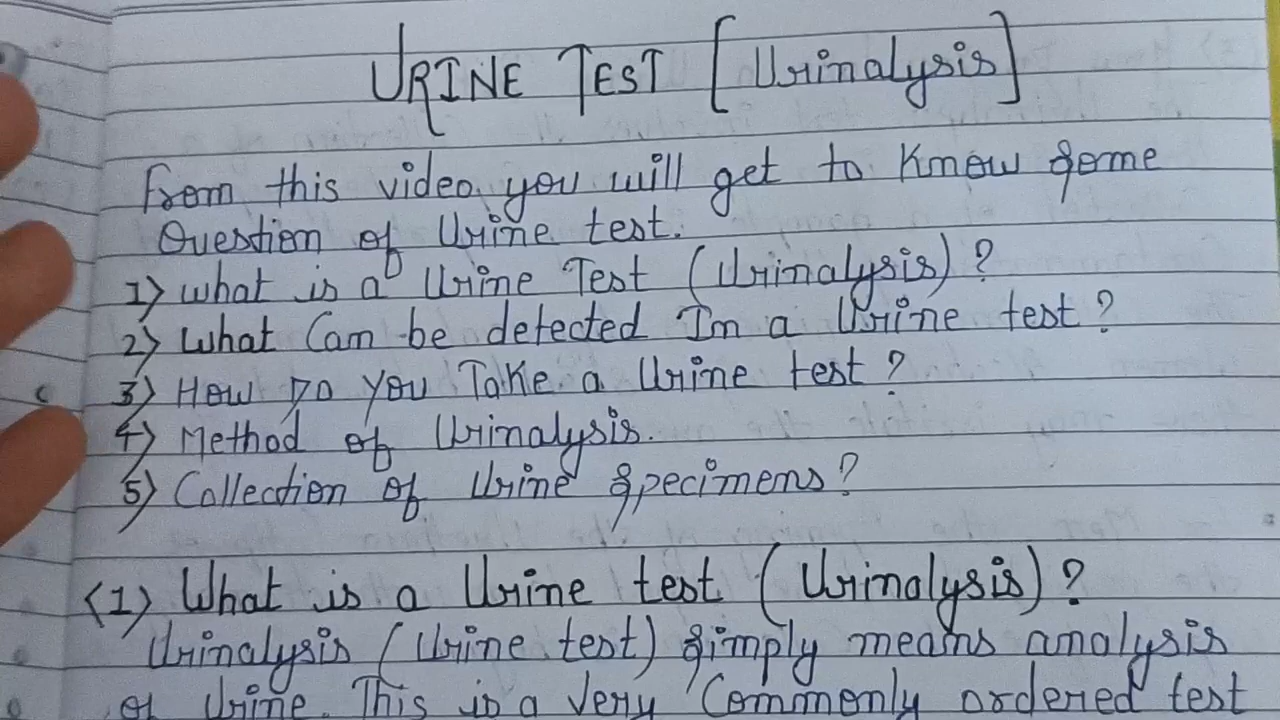 URINE TEST [Urinalysis]
From this video you will get to Know Some
Question of Urine test.
1) What is a Urine Test (Urinalysis)?
2) What Can be detected In a Urine test?
3) How Do You Take a Urine test?
4) Method of Urinalysis.
5) Collection of Urine Specimens?
(1) What is a Urine test (Urinalysis)?
Urinalysis (Urine test) Simply means analysis
of Urine. This is a Very Commonly ordered test